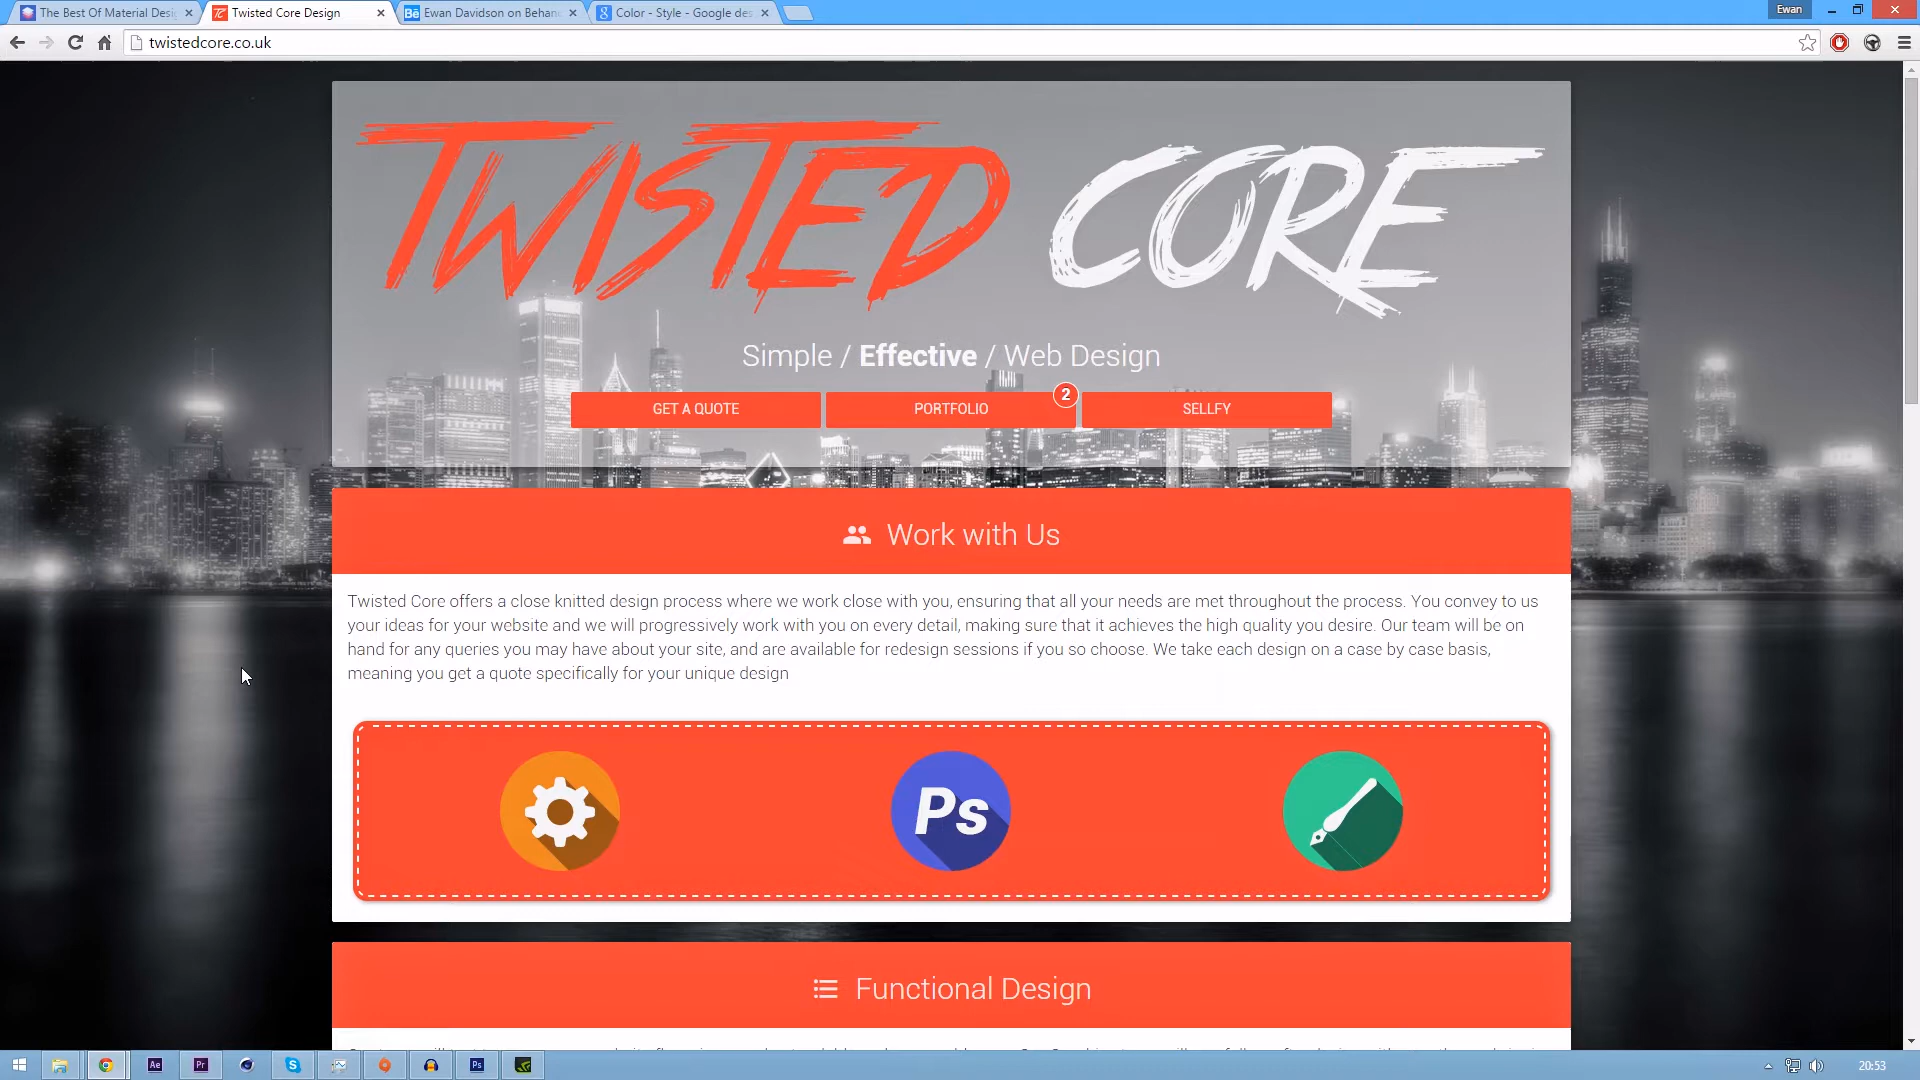 The Best Of Material Desi
Twisted Core Design
Ewan Davidson on Behan
Color - Style - Google des
Ewan
twistedcore.co.uk
TWISTED CORE
Simple / Effective / Web Design
GET A QUOTE
PORTFOLIO
2
SELLFY
Work with Us
Twisted Core offers a close knitted design process where we work close with you, ensuring that all your needs are met throughout the process. You convey to us
your ideas for your website and we will progressively work with you on every detail, making sure that it achieves the high quality you desire. Our team will be on
hand for any queries you may have about your site, and are available for redesign sessions if you so choose. We take each design on a case by case basis,
meaning you get a quote specifically for your unique design
Ps
Functional Design
Ae
Pr
Ps
20:53